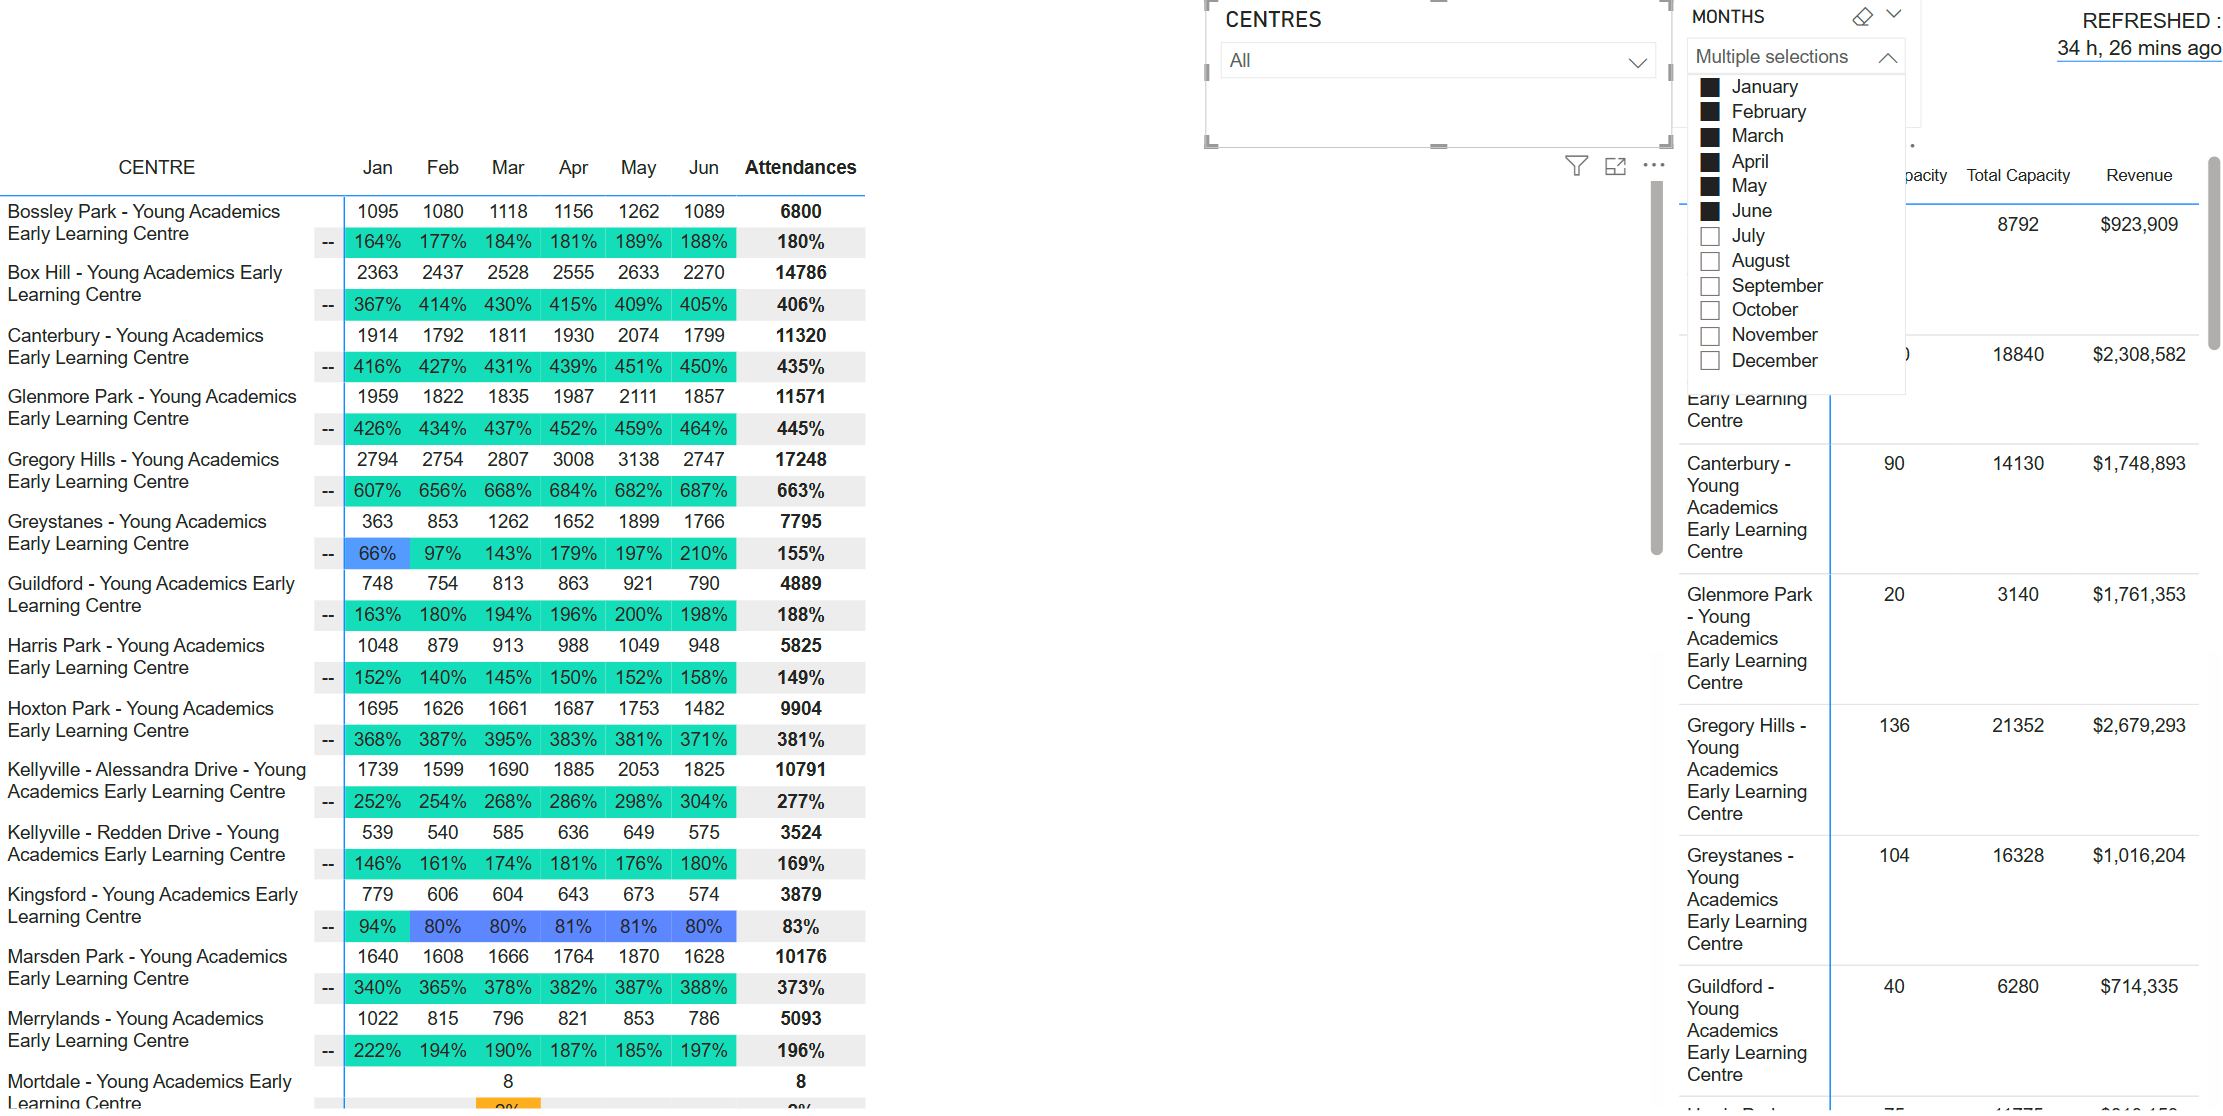 CENTRES
All
MONTHS
Multiple selections
January
February
March
April
May
June
July
August
September
October
November
December
REFRESHED :
34 h, 26 mins ago
CENTRE Jan Feb Mar Apr May Jun Attendances
Bossley Park - Young Academics
Early Learning Centre
1095 1080 1118 1156 1262 1089 6800
-- 164% 177% 184% 181% 189% 188% 180%
Box Hill - Young Academics Early
Learning Centre
2363 2437 2528 2555 2633 2270 14786
-- 367% 414% 430% 415% 409% 405% 406%
Canterbury - Young Academics
Early Learning Centre
1914 1792 1811 1930 2074 1799 11320
-- 416% 427% 431% 439% 451% 450% 435%
Glenmore Park - Young Academics
Early Learning Centre
1959 1822 1835 1987 2111 1857 11571
-- 426% 434% 437% 452% 459% 464% 445%
Gregory Hills - Young Academics
Early Learning Centre
2794 2754 2807 3008 3138 2747 17248
-- 607% 656% 668% 684% 682% 687% 663%
Greystanes - Young Academics
Early Learning Centre
363 853 1262 1652 1899 1766 7795
-- 66% 97% 143% 179% 197% 210% 155%
Guildford - Young Academics Early
Learning Centre
748 754 813 863 921 790 4889
-- 163% 180% 194% 196% 200% 198% 188%
Harris Park - Young Academics
Early Learning Centre
1048 879 913 988 1049 948 5825
-- 152% 140% 145% 150% 152% 158% 149%
Hoxton Park - Young Academics
Early Learning Centre
1695 1626 1661 1687 1753 1482 9904
-- 368% 387% 395% 383% 381% 371% 381%
Kellyville - Alessandra Drive - Young
Academics Early Learning Centre
1739 1599 1690 1885 2053 1825 10791
-- 252% 254% 268% 286% 298% 304% 277%
Kellyville - Redden Drive - Young
Academics Early Learning Centre
539 540 585 636 649 575 3524
-- 146% 161% 174% 181% 176% 180% 169%
Kingsford - Young Academics Early
Learning Centre
779 606 604 643 673 574 3879
-- 94% 80% 80% 81% 81% 80% 83%
Marsden Park - Young Academics
Early Learning Centre
1640 1608 1666 1764 1870 1628 10176
-- 340% 365% 378% 382% 387% 388% 373%
Merrylands - Young Academics
Early Learning Centre
1022 815 796 821 853 786 5093
-- 222% 194% 190% 187% 185% 197% 196%
Mortdale - Young Academics Early
Learning Centre
8 8
pacity Total Capacity Revenue
8792 $923,909
18840 $2,308,582
Early Learning
Centre
Canterbury -
Young
Academics
Early Learning
Centre
90 14130 $1,748,893
Glenmore Park
- Young
Academics
Early Learning
Centre
20 3140 $1,761,353
Gregory Hills -
Young
Academics
Early Learning
Centre
136 21352 $2,679,293
Greystanes -
Young
Academics
Early Learning
Centre
104 16328 $1,016,204
Guildford -
Young
Academics
Early Learning
Centre
40 6280 $714,335